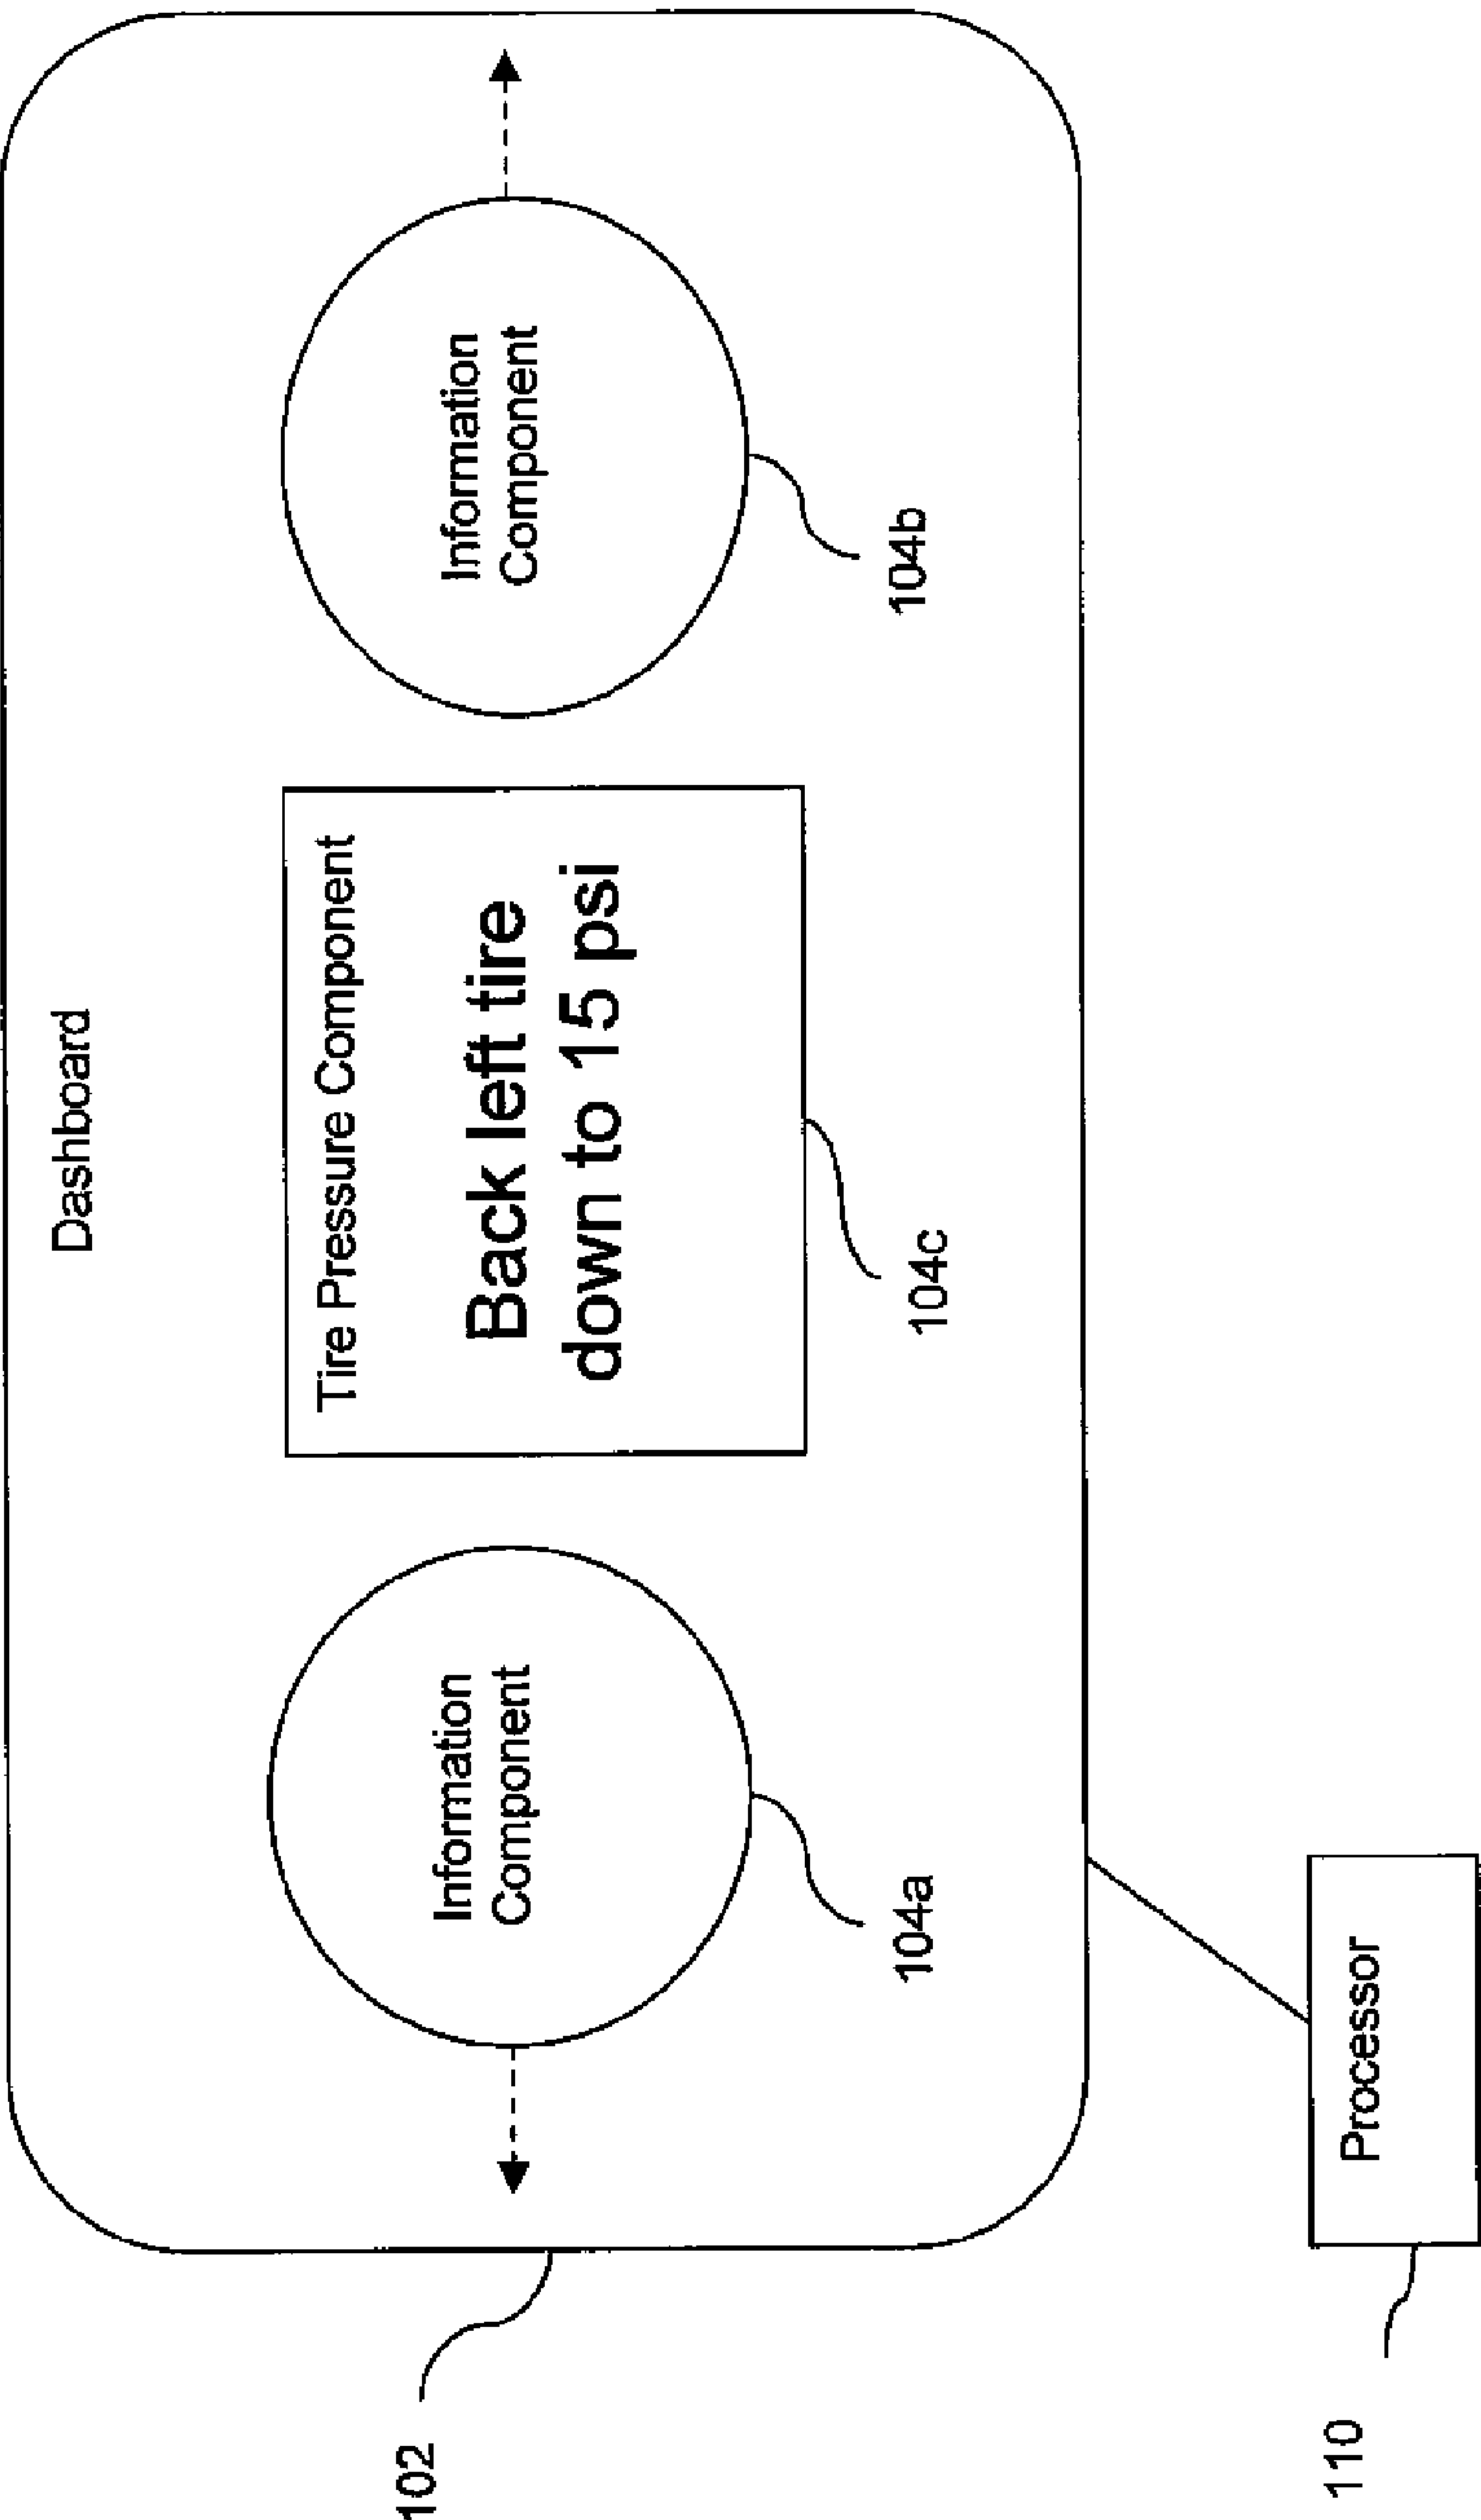 Dashboard
Tire Pressure Component
Back left tire
down to 15 psi
Information
Component
Information
Component
104a
104c
104b
102
Processor
110